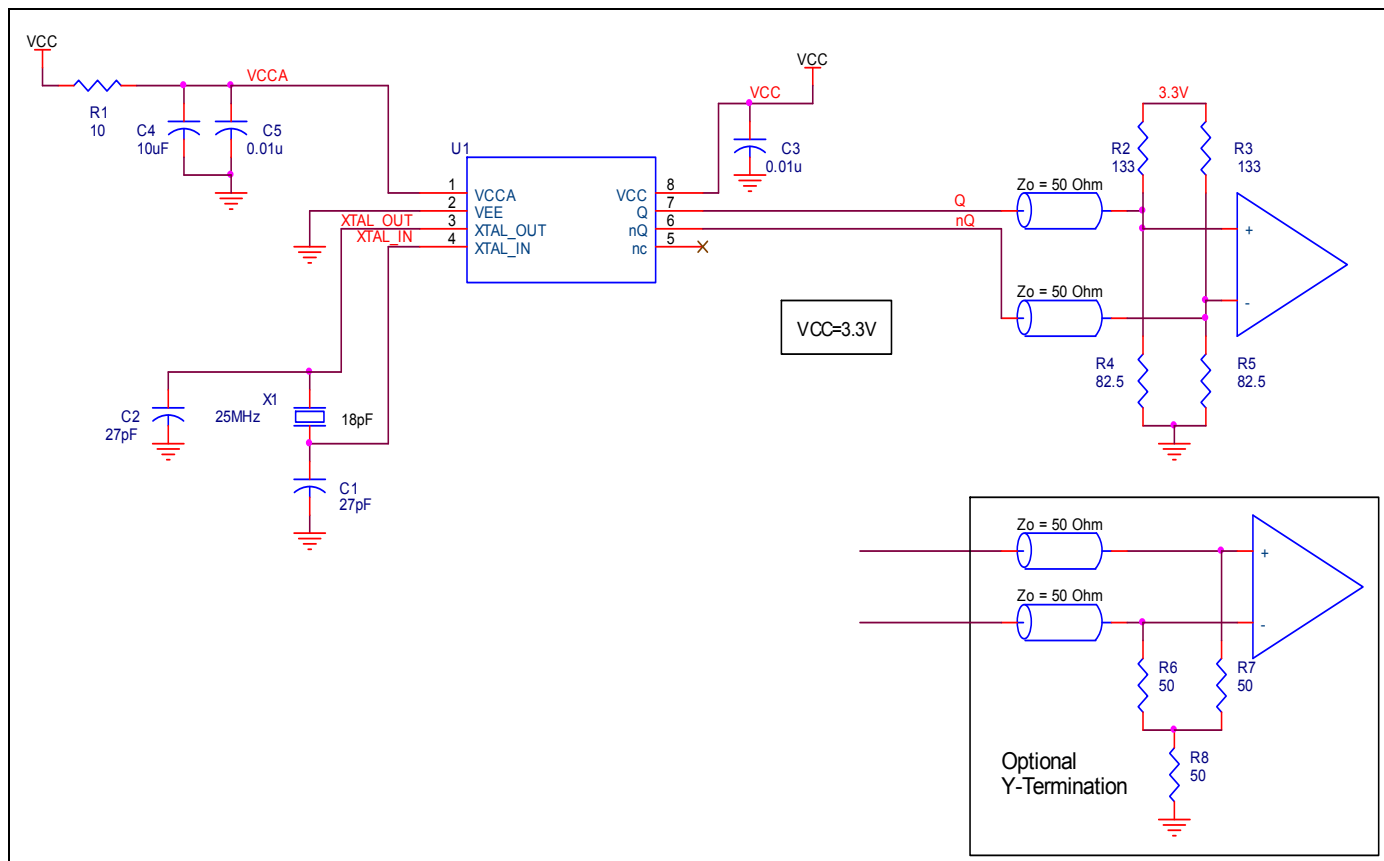 VCC
VCCA
R1
10
C4
10uF
C5
0.01u
VCC
VCC
C3
0.01u
U1
1
2
3
4
VCCA
VEE
XTAL_OUT
XTAL_IN
XTAL_OUT
XTAL_IN
VCC
Q
nQ
nc
8
7
6
5
Q
nQ
Zo = 50 Ohm
Zo = 50 Ohm
3.3V
R2
133
R3
133
+
-
R4
82.5
R5
82.5
VCC=3.3V
C2
27pF
X1
25MHz
18pF
C1
27pF
Zo = 50 Ohm
Zo = 50 Ohm
+
-
R6
50
R7
50
R8
50
Optional
Y-Termination